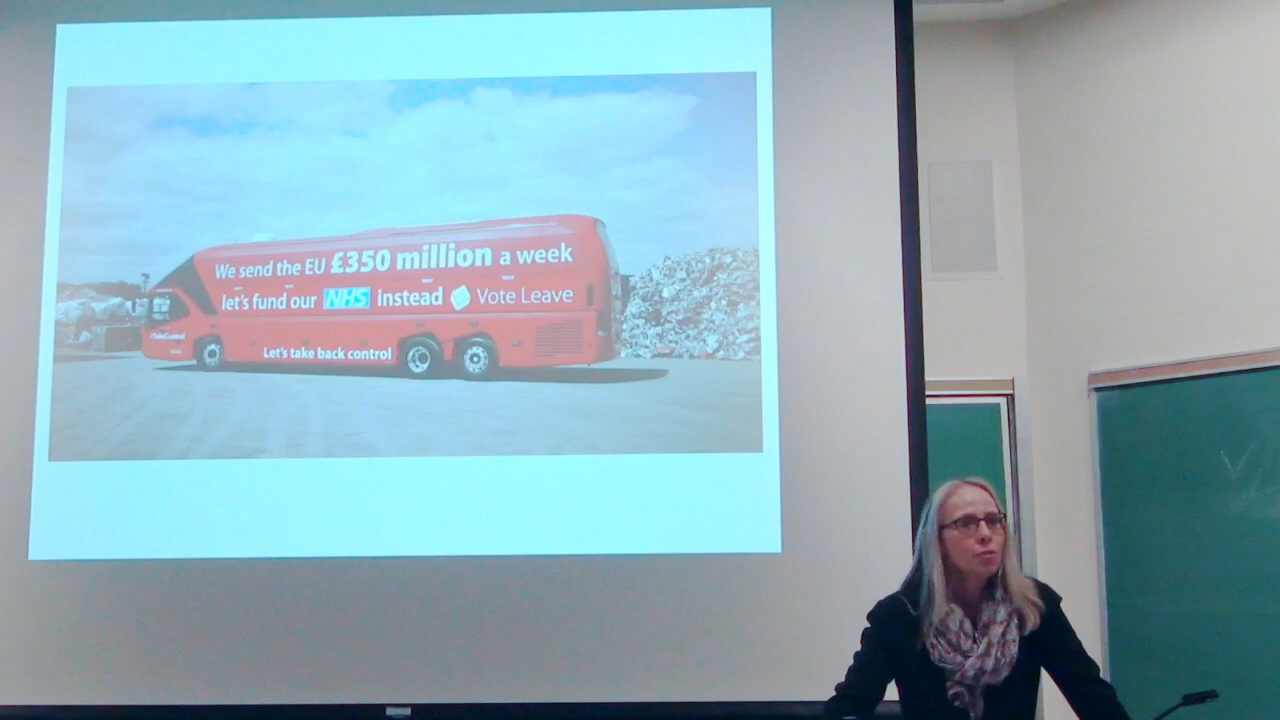 We send the EU £350 million a week
let's fund our NHS instead Vote Leave
Let's take back control